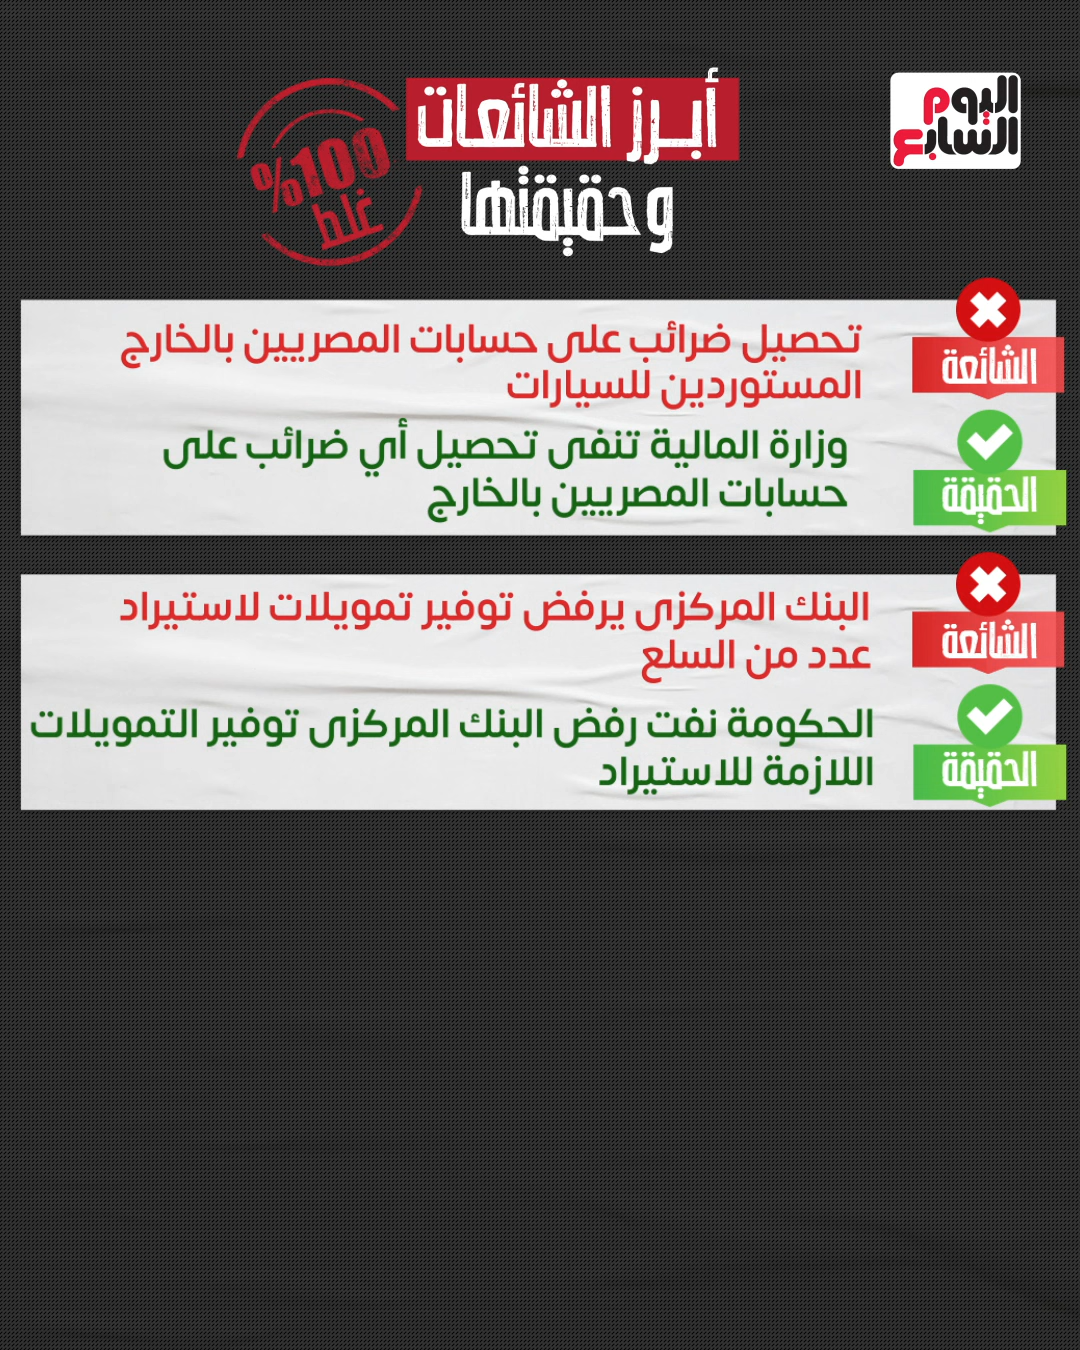 اليوم
السابع
أبرز الشائعات
وحقيقتها
%100
غلط
الشائعة
تحصيل ضرائب على حسابات المصريين بالخارج
المستوردين للسيارات
الحقيقة
وزارة المالية تنفى تحصيل أي ضرائب على
حسابات المصريين بالخارج
الشائعة
البنك المركزى يرفض توفير تمويلات لاستيراد
عدد من السلع
الحقيقة
الحكومة نفت رفض البنك المركزى توفير التمويلات
اللازمة للاستيراد